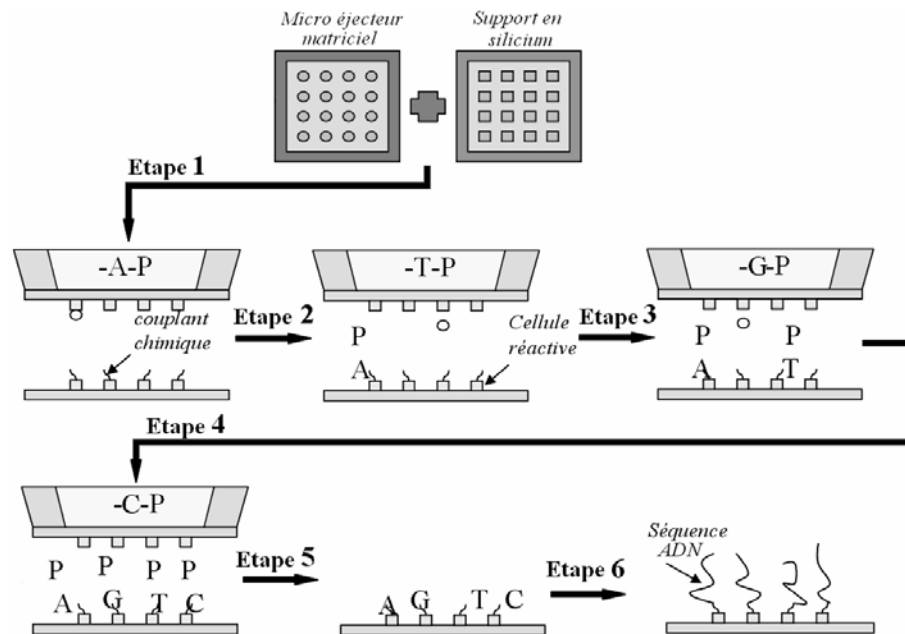 Micro éjecteur
matriciel
Support en
silicium
Etape 1
-A-P
couplant
chimique
Etape 2
-T-P
P
A
Cellule
réactive
Etape 3
-G-P
P P
A T
Etape 4
-C-P
P P P P
A G T C
Etape 5
A G T C
Etape 6
Séquence
ADN